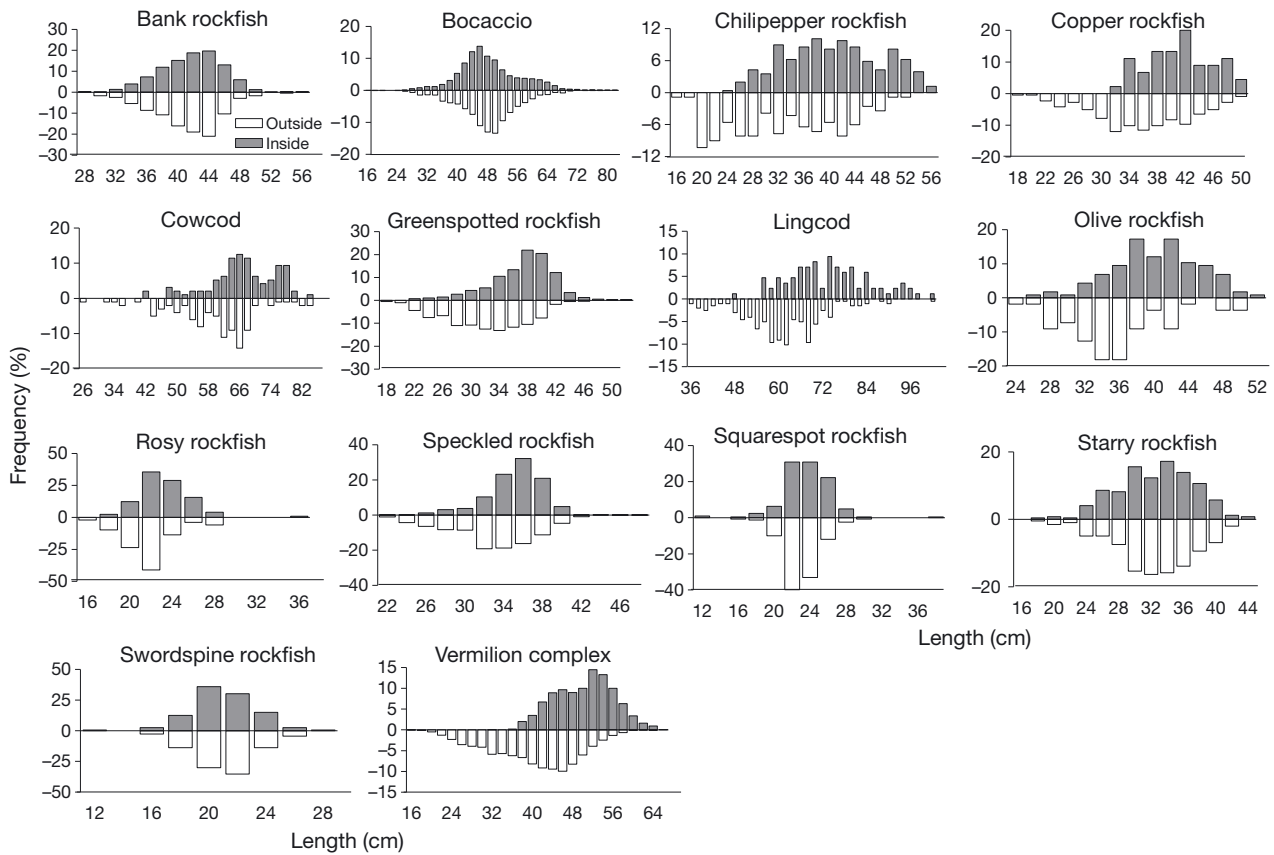 Bank rockfish
30
20
10
0
−10
−20
−30
Outside
Inside
28 32 36 40 44 48 52 56
Bocaccio
20
10
0
−10
−20
16 24 32 40 48 56 64 72 80
Chilipepper rockfish
12
6
0
−6
−12
16 20 24 28 32 36 40 44 48 52 56
Copper rockfish
20
10
0
−10
−20
18 22 26 30 34 38 42 46 50
Cowcod
20
10
0
−10
−20
26 34 42 50 58 66 74 82
Greenspotted rockfish
30
20
10
0
−10
−20
−30
18 22 26 30 34 38 42 46 50
Lingcod
15
10
5
0
−5
−10
−15
36 48 60 72 84 96
Olive rockfish
20
10
0
−10
−20
24 28 32 36 40 44 48 52
Frequency (%)
Rosy rockfish
50
25
0
−25
−50
16 20 24 28 32 36
Speckled rockfish
40
20
0
−20
−40
22 26 30 34 38 42 46
Squarespot rockfish
40
20
0
−20
−40
12 16 20 24 28 32 36
Starry rockfish
20
0
−20
16 20 24 28 32 36 40 44
Length (cm)
Swordspine rockfish
50
25
0
−25
−50
12 16 20 24 28
Vermilion complex
15
10
5
0
−5
−10
−15
16 24 32 40 48 56 64
Length (cm)